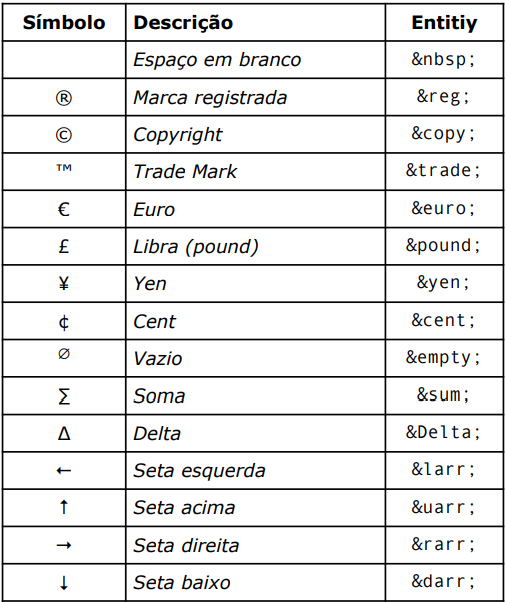 Símbolo Descrição Entitiy
Espaço em branco &nbsp;
® Marca registrada &reg;
© Copyright &copy;
™ Trade Mark &trade;
€ Euro &euro;
£ Libra (pound) &pound;
¥ Yen &yen;
¢ Cent &cent;
∅ Vazio &empty;
∑ Soma &sum;
Δ Delta &Delta;
← Seta esquerda &larr;
↑ Seta acima &uarr;
→ Seta direita &rarr;
↓ Seta baixo &darr;